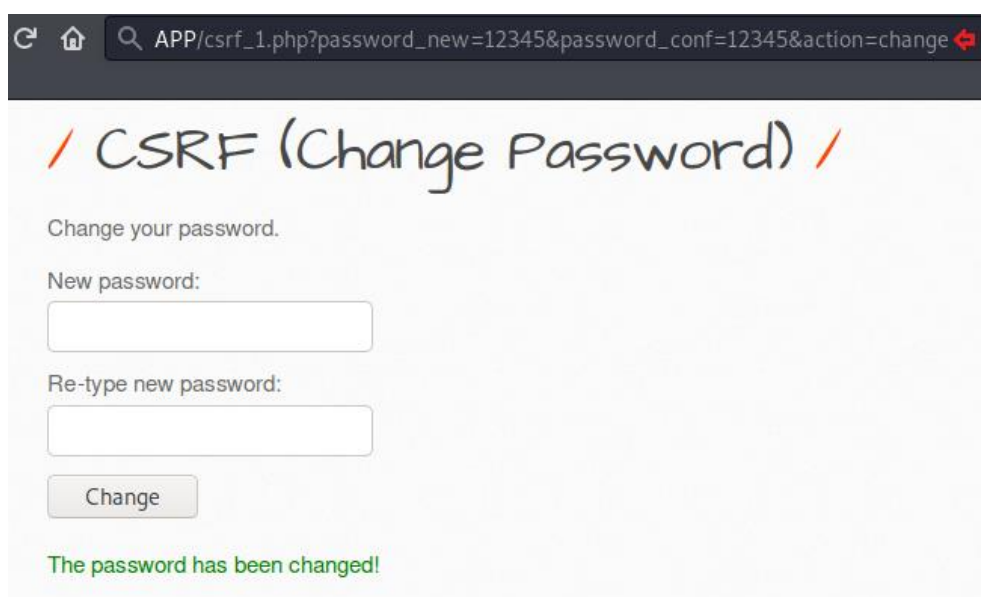 APP/csrf_1.php?password_new=12345&password_conf=12345&action=change
/ CSRF (Change Password) /
Change your password.
New password:
Re-type new password:
Change
The password has been changed!